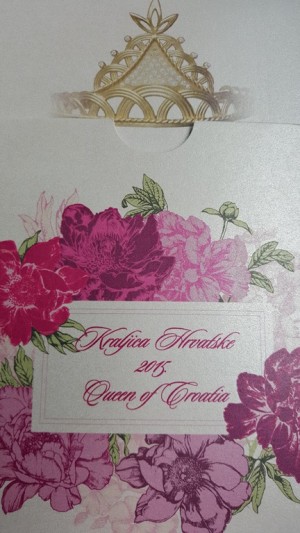 Kraljica Hrvatske
2015.
Queen of Croatia